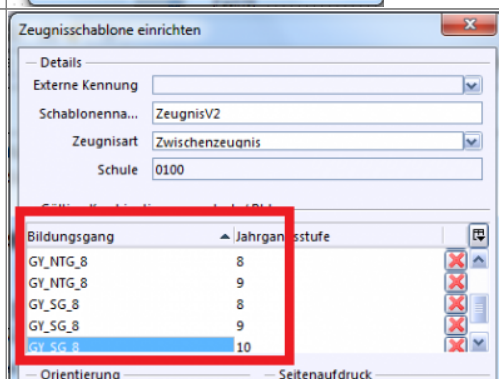 Zeugnisschablone einrichten
Details
Externe Kennung
Schablonenna... ZeugnisV2
Zeugnisart Zwischenzeugnis
Schule 0100
Bildungsgang Jahrgangsstufe
GY_NTG_8 8
GY_NTG_8 9
GY_SG_8 8
GY_SG_8 9
GY_SG_8 10
Orientierung Seitenaufdruck